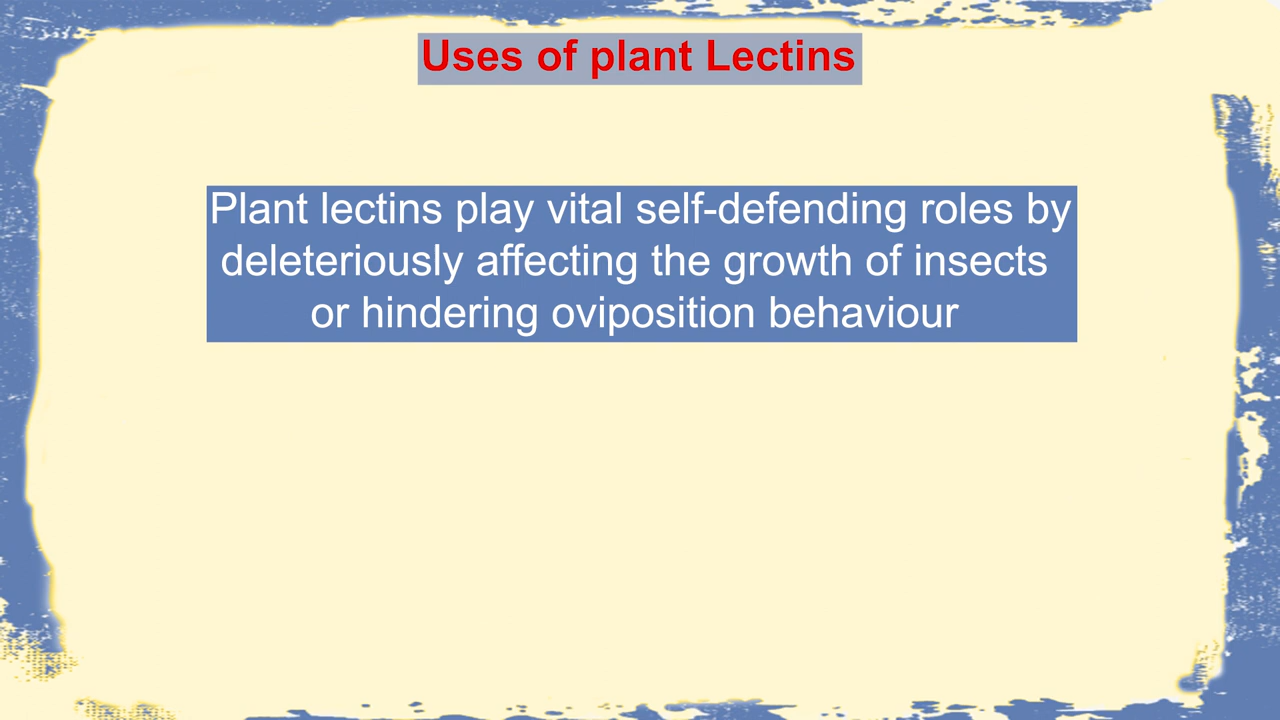 Uses of plant Lectins
Plant lectins play vital self-defending roles by
deleteriously affecting the growth of insects
or hindering oviposition behaviour